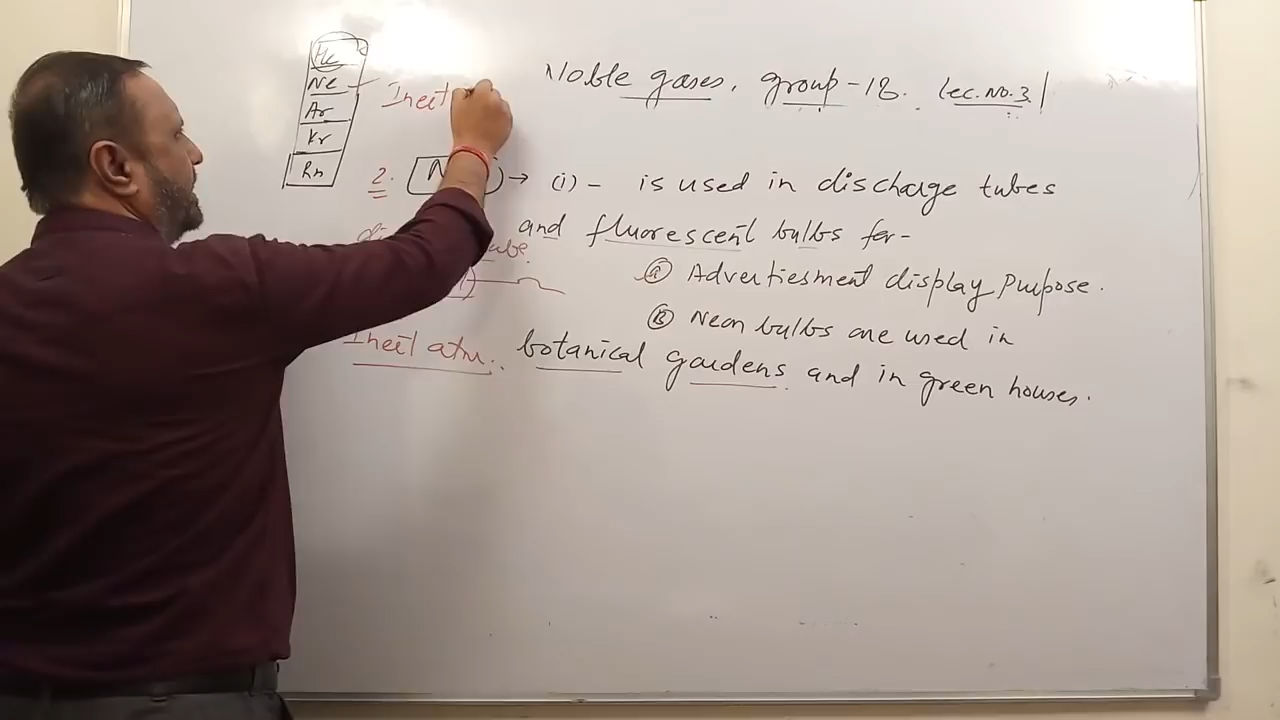 He
Ne
Ar
Kr
Rn
Inert
Noble gases, group-18. Lec. No. 3
2. → (i) - is used in discharge tubes
and fluorescent bulbs for-
(a) Advertiesment display purpose.
(B) Neon bulbs are used in
botanical gardens and in green houses.
Inert atm.